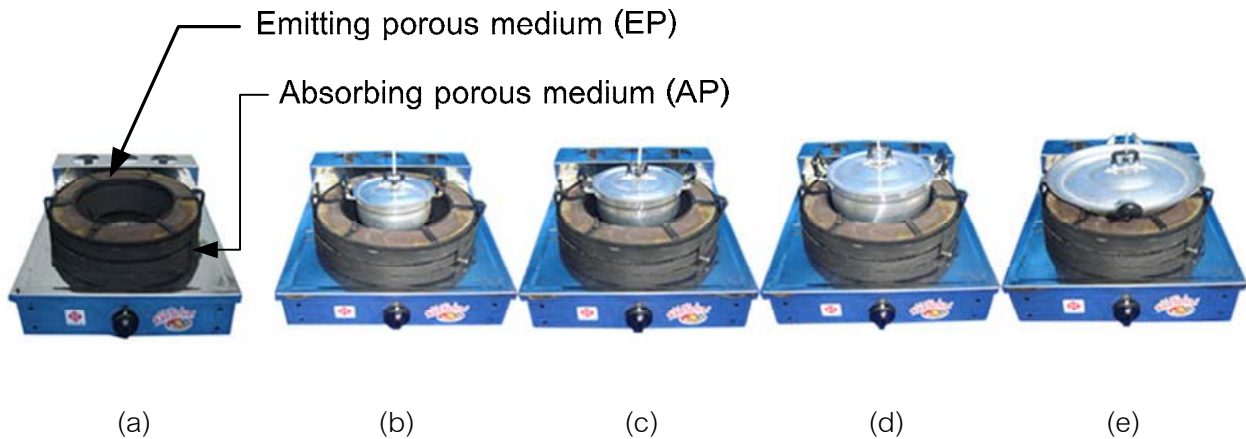 Emitting porous medium (EP)
Absorbing porous medium (AP)
(a) (b) (c) (d) (e)